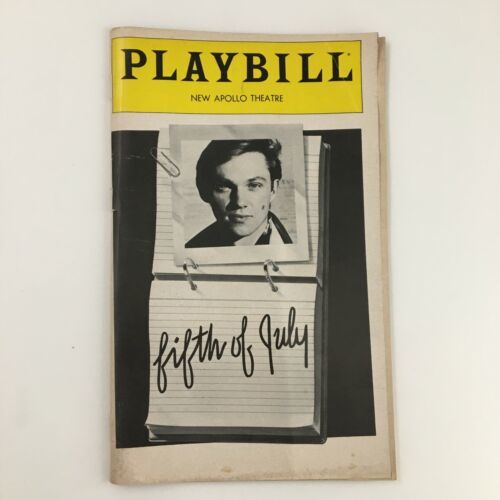 PLAYBILL
NEW APOLLO THEATRE
fifth of July